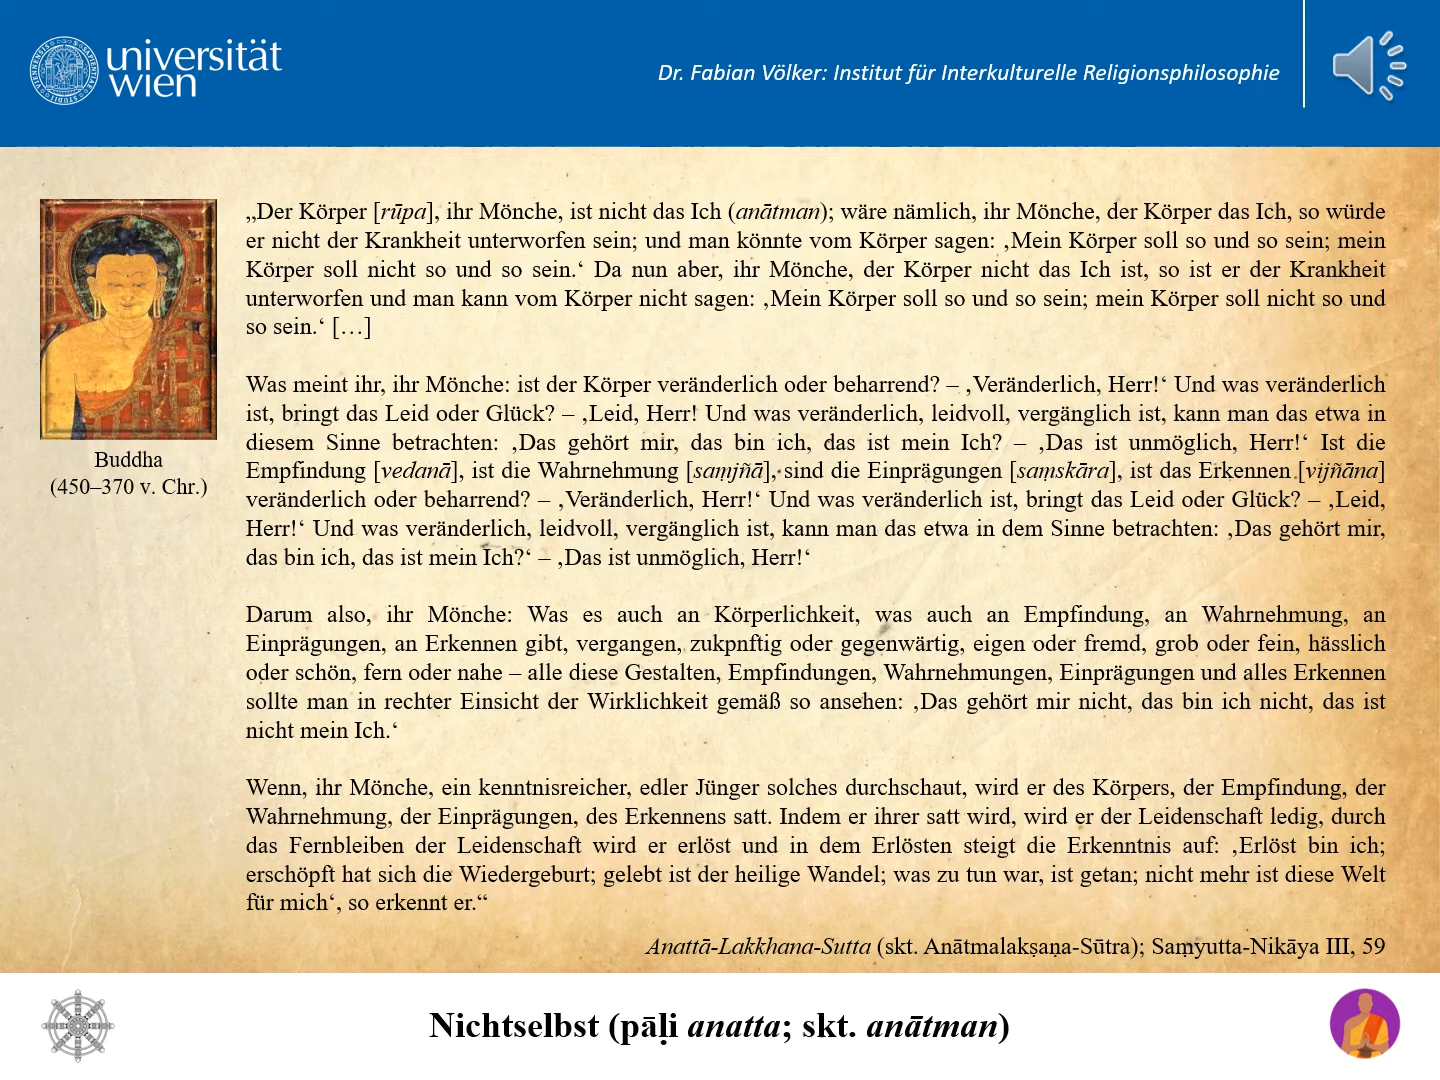 universität
wien
Dr. Fabian Völker: Institut für Interkulturelle Religionsphilosophie
„Der Körper [rūpa], ihr Mönche, ist nicht das Ich (anātman); wäre nämlich, ihr Mönche, der Körper das Ich, so würde
er nicht der Krankheit unterworfen sein; und man könnte vom Körper sagen: ‚Mein Körper soll so und so sein; mein
Körper soll nicht so und so sein.‘ Da nun aber, ihr Mönche, der Körper nicht das Ich ist, so ist er der Krankheit
unterworfen und man kann vom Körper nicht sagen: ‚Mein Körper soll so und so sein; mein Körper soll nicht so und
so sein.‘ […]
Was meint ihr, ihr Mönche: ist der Körper veränderlich oder beharrend? – ‚Veränderlich, Herr!‘ Und was veränderlich
ist, bringt das Leid oder Glück? – ‚Leid, Herr! Und was veränderlich, leidvoll, vergänglich ist, kann man das etwa in
diesem Sinne betrachten: ‚Das gehört mir, das bin ich, das ist mein Ich? – ‚Das ist unmöglich, Herr!‘ Ist die
Empfindung [vedanā], ist die Wahrnehmung [saṃjñā], sind die Einprägungen [saṃskāra], ist das Erkennen [vijñāna]
veränderlich oder beharrend? – ‚Veränderlich, Herr!‘ Und was veränderlich ist, bringt das Leid oder Glück? – ‚Leid,
Herr!‘ Und was veränderlich, leidvoll, vergänglich ist, kann man das etwa in dem Sinne betrachten: ‚Das gehört mir,
das bin ich, das ist mein Ich?‘ – ‚Das ist unmöglich, Herr!‘
Darum also, ihr Mönche: Was es auch an Körperlichkeit, was auch an Empfindung, an Wahrnehmung, an
Einprägungen, an Erkennen gibt, vergangen, zukpnftig oder gegenwärtig, eigen oder fremd, grob oder fein, hässlich
oder schön, fern oder nahe – alle diese Gestalten, Empfindungen, Wahrnehmungen, Einprägungen und alles Erkennen
sollte man in rechter Einsicht der Wirklichkeit gemäß so ansehen: ‚Das gehört mir nicht, das bin ich nicht, das ist
nicht mein Ich.‘
Wenn, ihr Mönche, ein kenntnisreicher, edler Jünger solches durchschaut, wird er des Körpers, der Empfindung, der
Wahrnehmung, der Einprägungen, des Erkennens satt. Indem er ihrer satt wird, wird er der Leidenschaft ledig, durch
das Fernbleiben der Leidenschaft wird er erlöst und in dem Erlösten steigt die Erkenntnis auf: ‚Erlöst bin ich;
erschöpft hat sich die Wiedergeburt; gelebt ist der heilige Wandel; was zu tun war, ist getan; nicht mehr ist diese Welt
für mich‘, so erkennt er.“
Anattā-Lakkhana-Sutta (skt. Anātmalakṣaṇa-Sūtra); Saṃyutta-Nikāya III, 59
Buddha
(450–370 v. Chr.)
Nichtselbst (pāḷi anatta; skt. anātman)